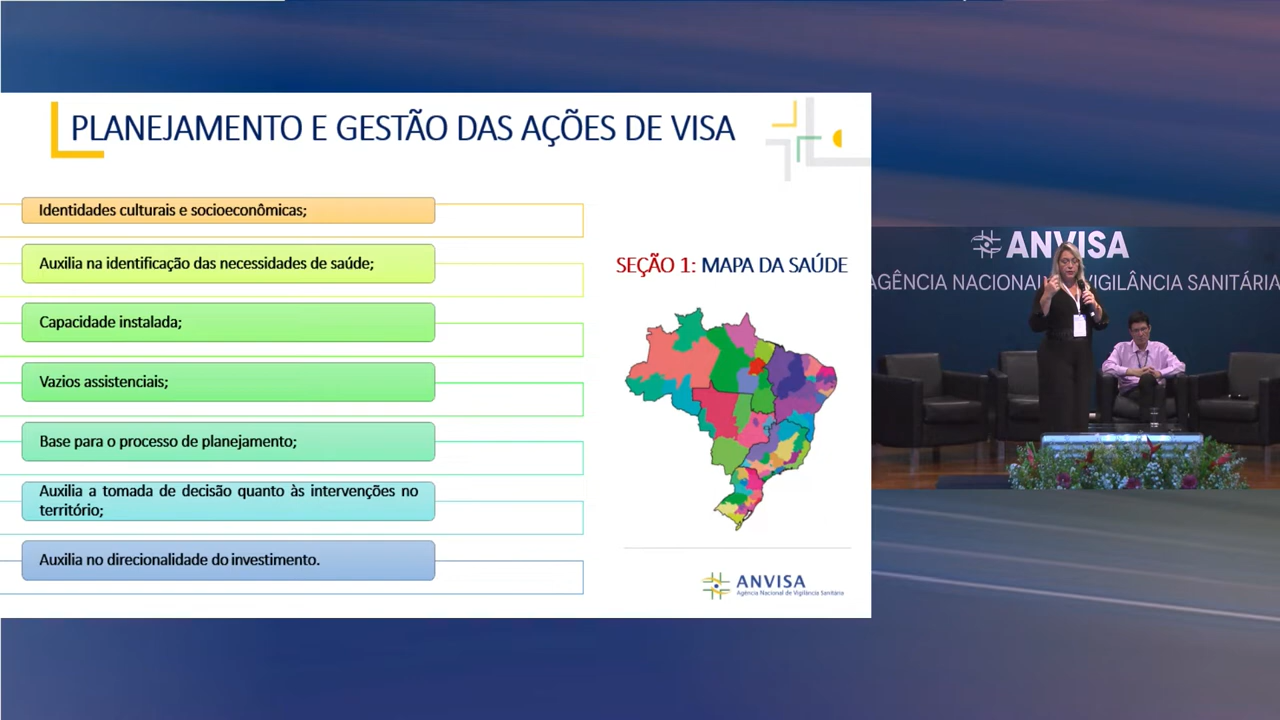 PLANEJAMENTO E GESTÃO DAS AÇÕES DE VISA
Identidades culturais e socioeconômicas;
Auxilia na identificação das necessidades de saúde;
Capacidade instalada;
Vazios assistenciais;
Base para o processo de planejamento;
Auxilia a tomada de decisão quanto às intervenções no
território;
Auxilia no direcionalidade do investimento.
SEÇÃO 1: MAPA DA SAÚDE
ANVISA
Agência Nacional de Vigilância Sanitária
ANVISA
AGÊNCIA NACIONAL VIGILÂNCIA SANITÁRIA